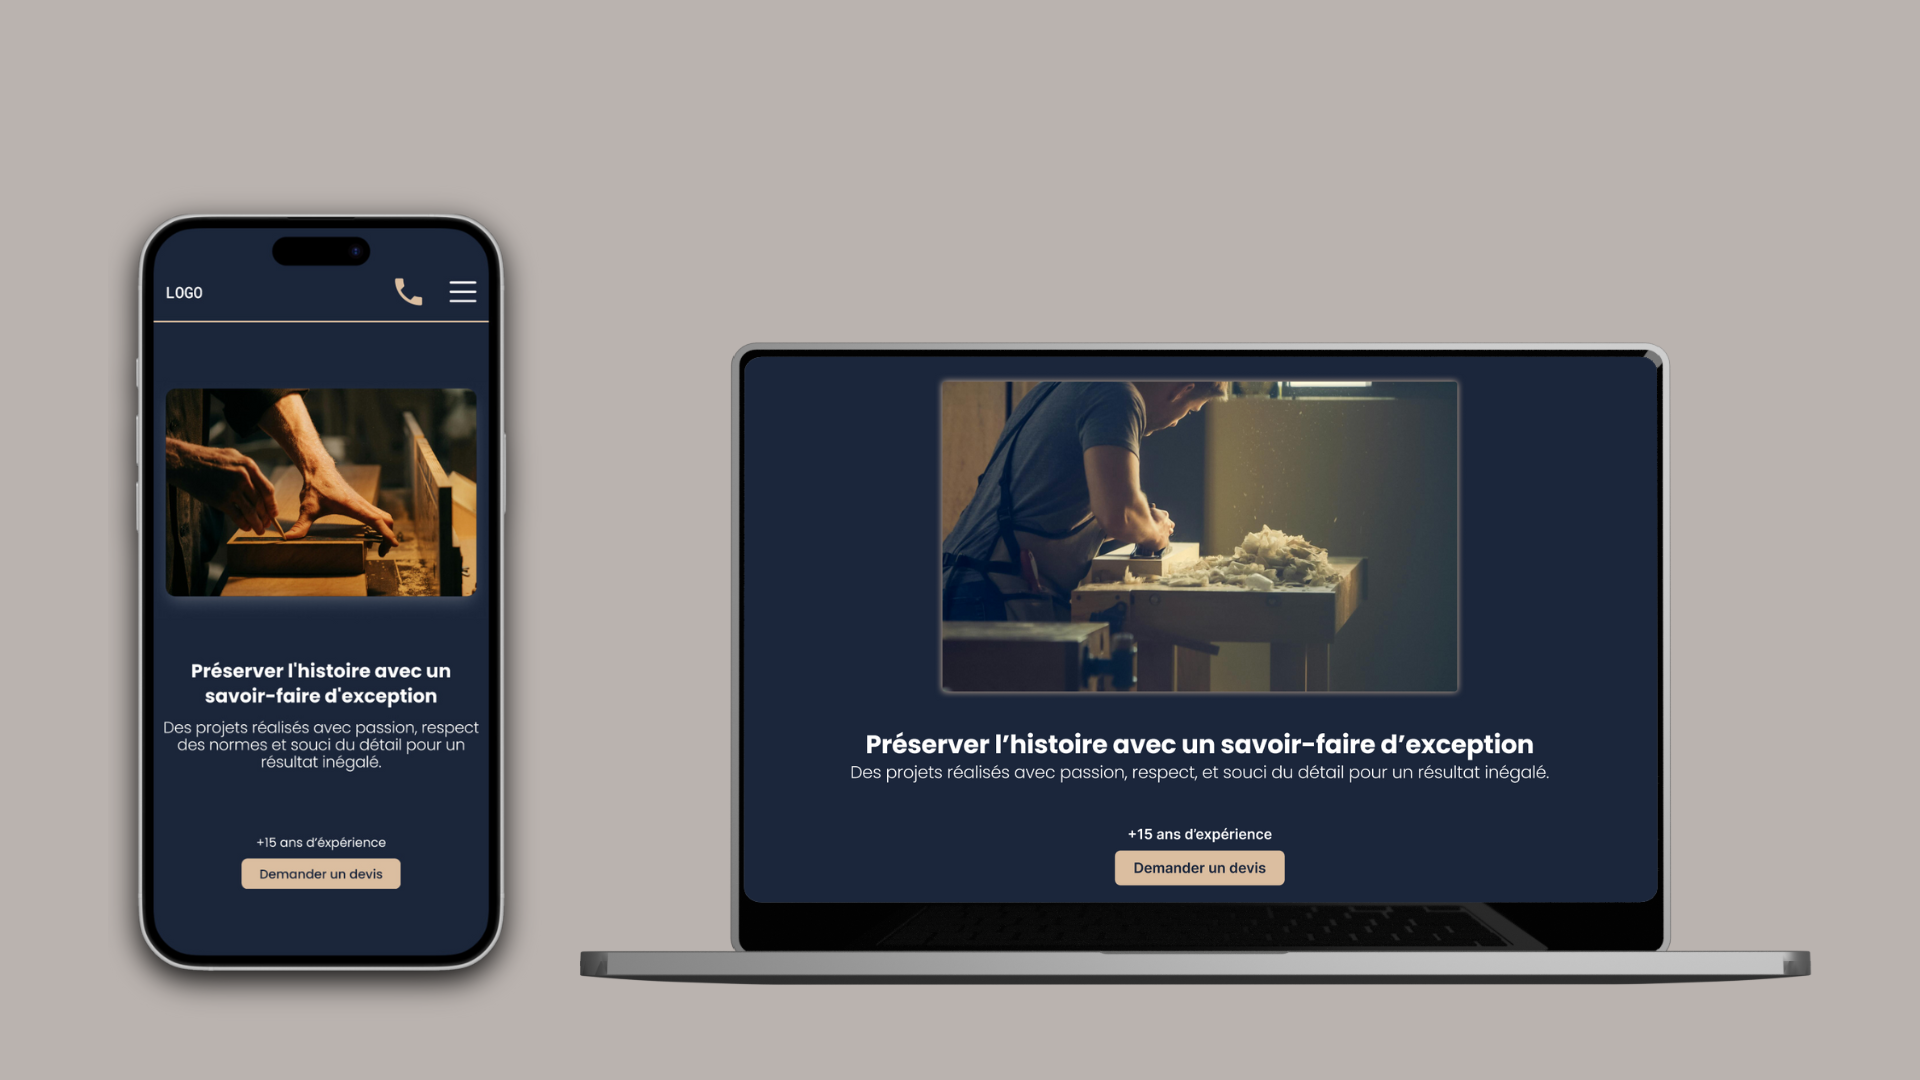 LOGO
Préserver l'histoire avec un
savoir-faire d'exception
Des projets réalisés avec passion, respect
des normes et souci du détail pour un
résultat inégalé.
+15 ans d’éxpérience
Demander un devis
Préserver l’histoire avec un savoir-faire d’exception
Des projets réalisés avec passion, respect, et souci du détail pour un résultat inégalé.
+15 ans d’expérience
Demander un devis